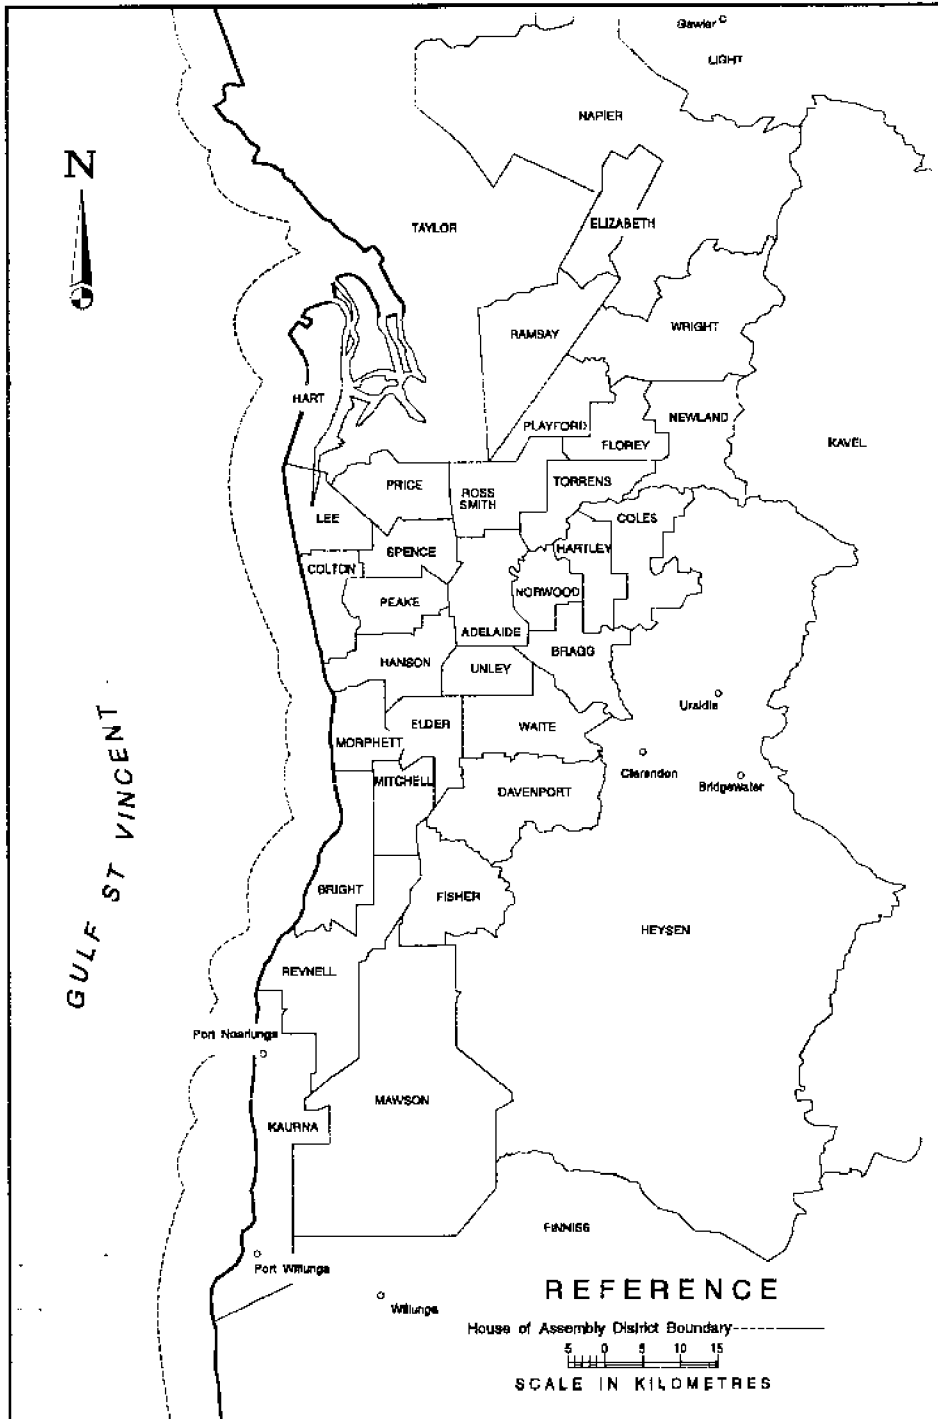 Gawler
LIGHT
NAPIER
N
TAYLOR
ELIZABETH
WRIGHT
RAMSAY
HART
NEWLAND
PLAYFORD
FLOREY
KAVEL
PRICE
TORRENS
ROSS
SMITH
LEE
COLES
SPENCE
HARTLEY
COLTON
NORWOOD
PEAKE
ADELAIDE
BRAGG
HANSON
UNLEY
Uraidla
ELDER
WAITE
MORPHETT
Clarendon
MITCHELL
Bridgewater
DAVENPORT
GULF ST VINCENT
BRIGHT
FISHER
HEYSEN
REYNELL
Port Noarlunga
MAWSON
KAURNA
FINNISS
Port Willunga
Willunga
REFERENCE
House of Assembly District Boundary
5 0 5 10 15
SCALE IN KILOMETRES